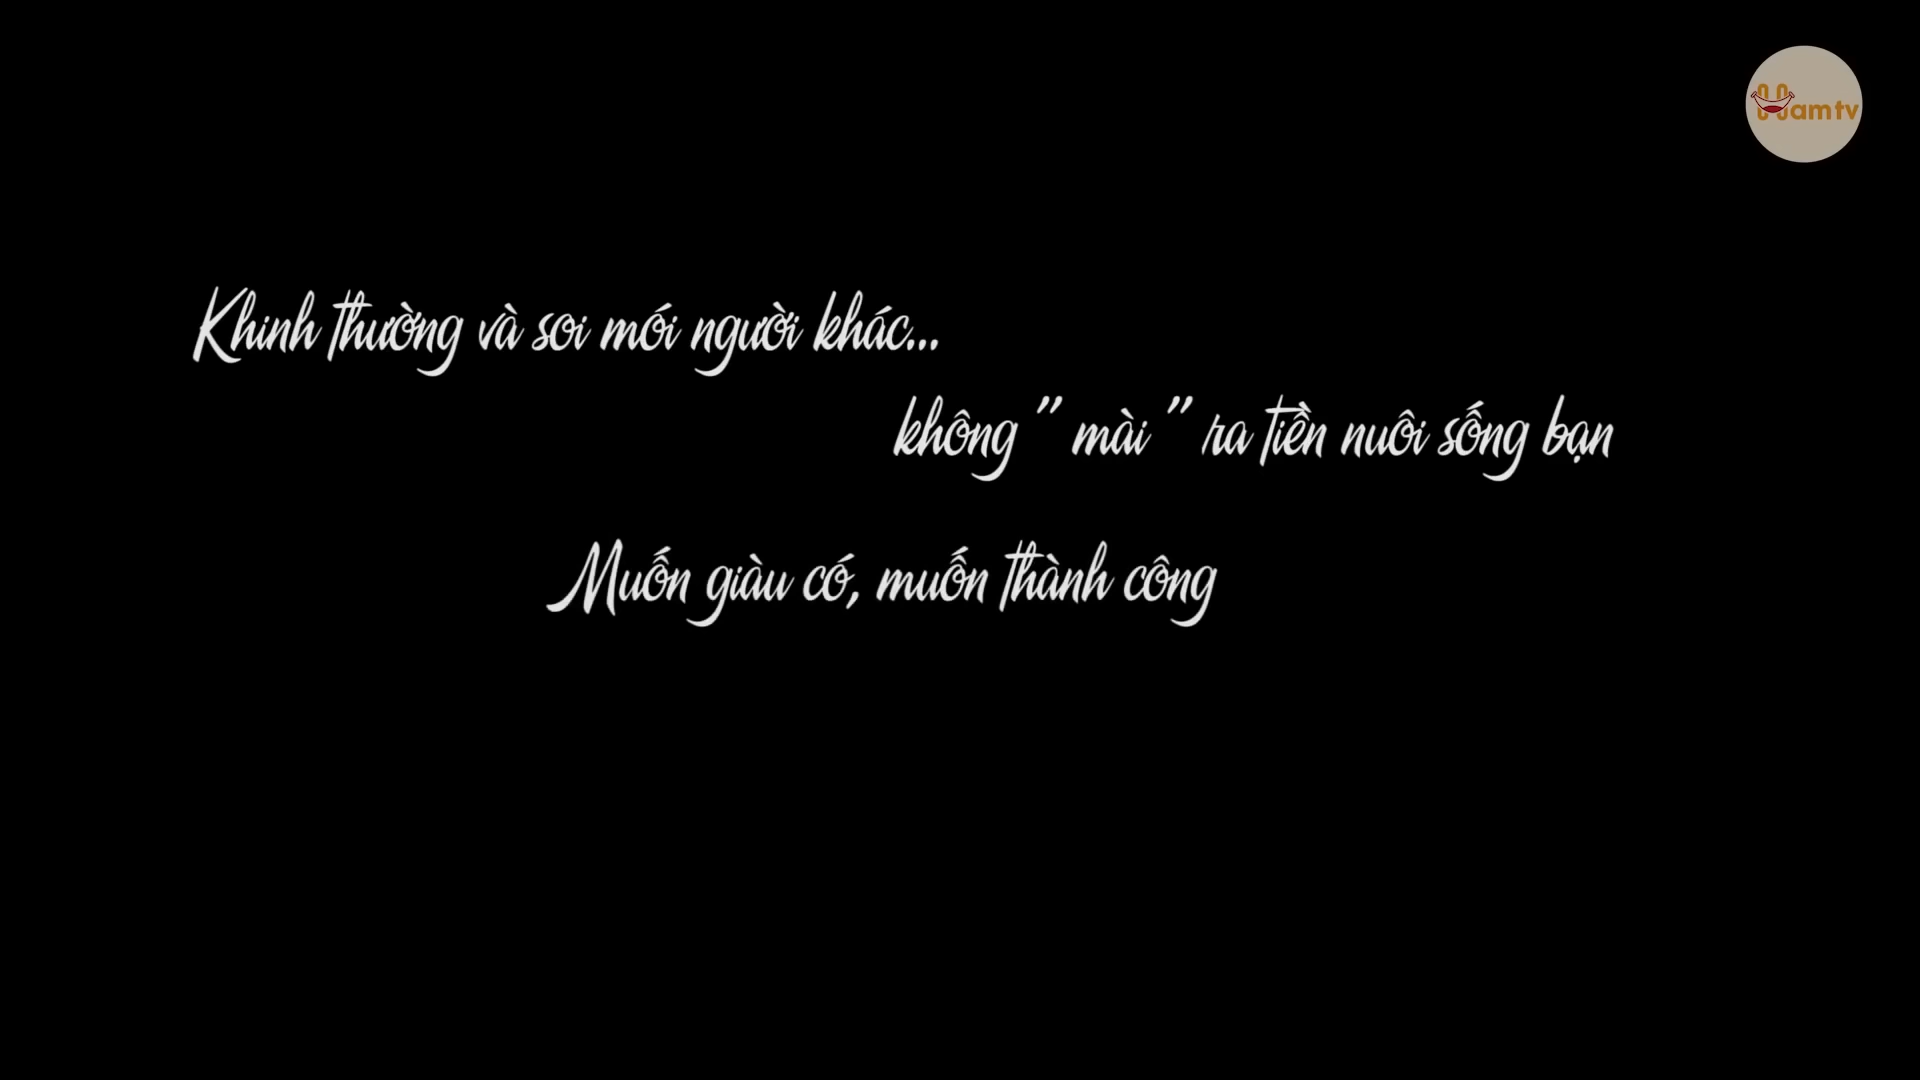 Hamtv
Khinh thường và soi mói người khác...
không " mài " ra tiền nuôi sống bạn
Muốn giàu có, muốn thành công